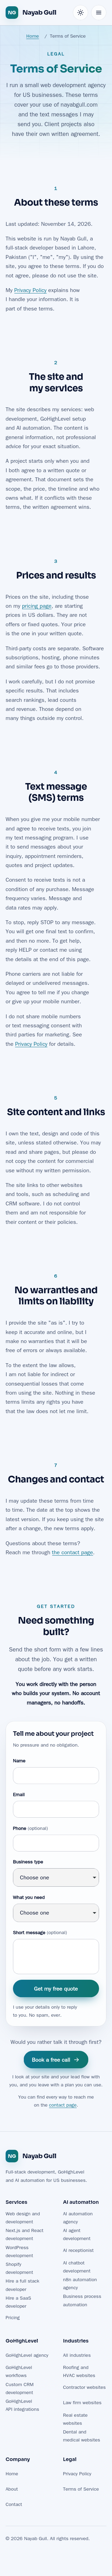 NG Nayab Gull
Home / Terms of Service
LEGAL
Terms of Service
I run a small web development agency
for US businesses. These terms
cover your use of nayabgull.com
and the text messages I may
send you. Client projects also
have their own written agreement.
1
About these terms
Last updated: November 14, 2026.
This website is run by Nayab Gull, a
full-stack developer based in Lahore,
Pakistan ("I", "me", "my"). By using the
site, you agree to these terms. If you do
not agree, please do not use the site.
My Privacy Policy explains how
I handle your information. It is
part of these terms.
2
The site and
my services
The site describes my services: web
development, GoHighLevel setup
and AI automation. The content is
general information, not professional
advice for your exact situation.
A project starts only when you and
I both agree to a written quote or
agreement. That document sets the
scope, the price, the timeline and who
owns what. If it conflicts with these
terms, the written agreement wins.
3
Prices and results
Prices on the site, including those
on my pricing page, are starting
prices in US dollars. They are not
offers or fixed quotes. Your price
is the one in your written quote.
Third-party costs are separate. Software
subscriptions, hosting, phone minutes
and similar fees go to those providers.
I work carefully, but I do not promise
specific results. That includes
search rankings, lead counts
and revenue. Those depend on
many things outside my control.
4
Text message
(SMS) terms
When you give me your mobile number
and agree to receive texts, you join
my text messaging program. I use
it to send messages about your
inquiry, appointment reminders,
quotes and project updates.
Consent to receive texts is not a
condition of any purchase. Message
frequency varies. Message and
data rates may apply.
To stop, reply STOP to any message.
You will get one final text to confirm,
and then no more. To get help,
reply HELP or contact me using
the details at the end of this page.
Phone carriers are not liable for
delayed or undelivered messages.
You agree to tell me if you change
or give up your mobile number.
I do not share mobile numbers
or text messaging consent with
third parties for marketing. See
the Privacy Policy for details.
5
Site content and links
I own the text, design and code of this
site, unless stated otherwise. You may
read and share pages, but please do
not copy them for commercial use
without my written permission.
The site links to other websites
and tools, such as scheduling and
CRM software. I do not control
them and am not responsible for
their content or their policies.
6
No warranties and
limits on liability
I provide the site "as is". I try to
keep it accurate and useful, but I
make no warranties that it will be
free of errors or always available.
To the extent the law allows,
I am not liable for indirect or
consequential losses that come
from using the site. Nothing in these
terms limits any rights you have
that the law does not let me limit.
7
Changes and contact
I may update these terms from time
to time. The date at the top shows the
latest version. If you keep using the site
after a change, the new terms apply.
Questions about these terms?
Reach me through the contact page.
GET STARTED
Need something
built?
Send the short form with a few lines
about the job. You get a written
quote before any work starts.
You work directly with the person
who builds your system. No account
managers, no handoffs.
Tell me about your project
No pressure and no obligation.
Name
Email
Phone (optional)
Business type
Choose one
What you need
Choose one
Short message (optional)
Get my free quote
I use your details only to reply
to you. No spam, ever.
Would you rather talk it through first?
Book a free call →
I look at your site and your lead flow with
you, and you leave with a plan you can use.
You can find every way to reach me
on the contact page.
NG Nayab Gull
Full-stack development, GoHighLevel
and AI automation for US businesses.
Services
Web design and
development
Next.js and React
development
WordPress
development
Shopify
development
Hire a full stack
developer
Hire a SaaS
developer
Pricing
AI automation
AI automation
agency
AI agent
development
AI receptionist
AI chatbot
development
n8n automation
agency
Business process
automation
GoHighLevel
GoHighLevel agency
GoHighLevel
workflows
Custom CRM
development
GoHighLevel
API integrations
Industries
All industries
Roofing and
HVAC websites
Contractor websites
Law firm websites
Real estate
websites
Dental and
medical websites
Company
Home
About
Contact
Legal
Privacy Policy
Terms of Service
© 2026 Nayab Gull. All rights reserved.